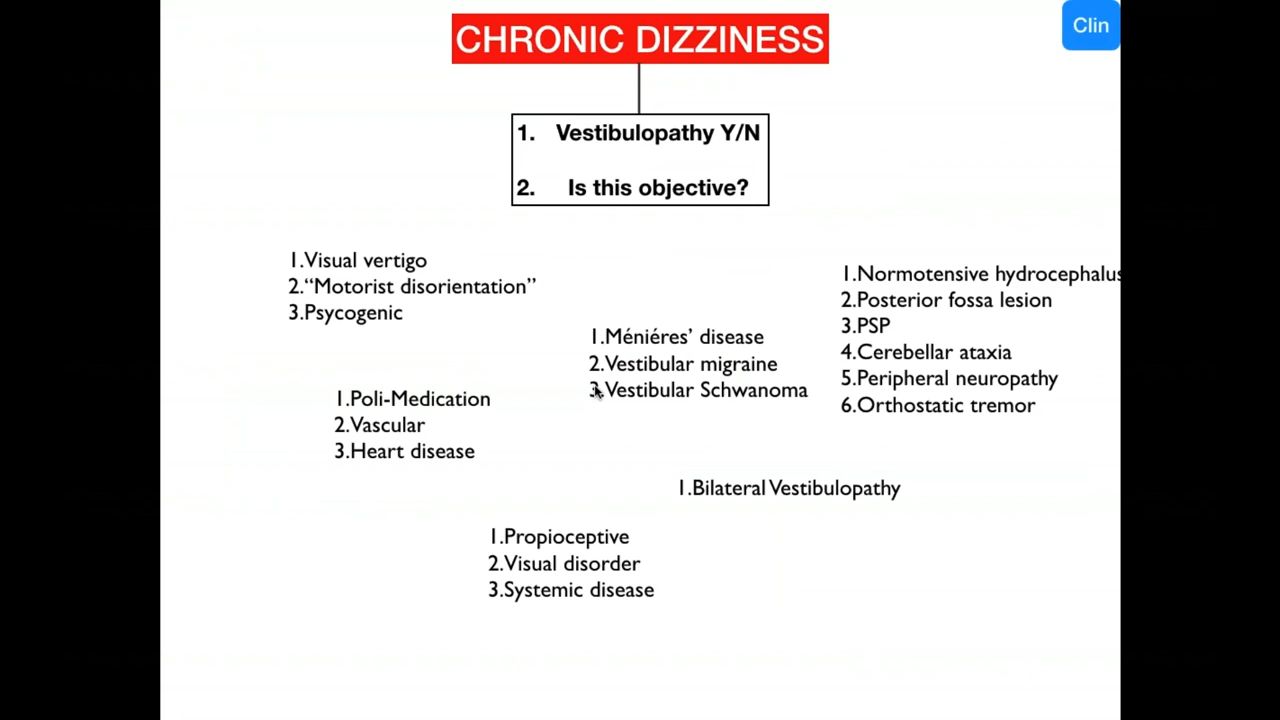 CHRONIC DIZZINESS
Clin
1. Vestibulopathy Y/N
2. Is this objective?
1.Visual vertigo
2.“Motorist disorientation”
3.Psycogenic
1.Normotensive hydrocephalus
2.Posterior fossa lesion
3.PSP
4.Cerebellar ataxia
5.Peripheral neuropathy
6.Orthostatic tremor
1.Méniéres’ disease
2.Vestibular migraine
3.Vestibular Schwanoma
1.Poli-Medication
2.Vascular
3.Heart disease
1.Bilateral Vestibulopathy
1.Propioceptive
2.Visual disorder
3.Systemic disease